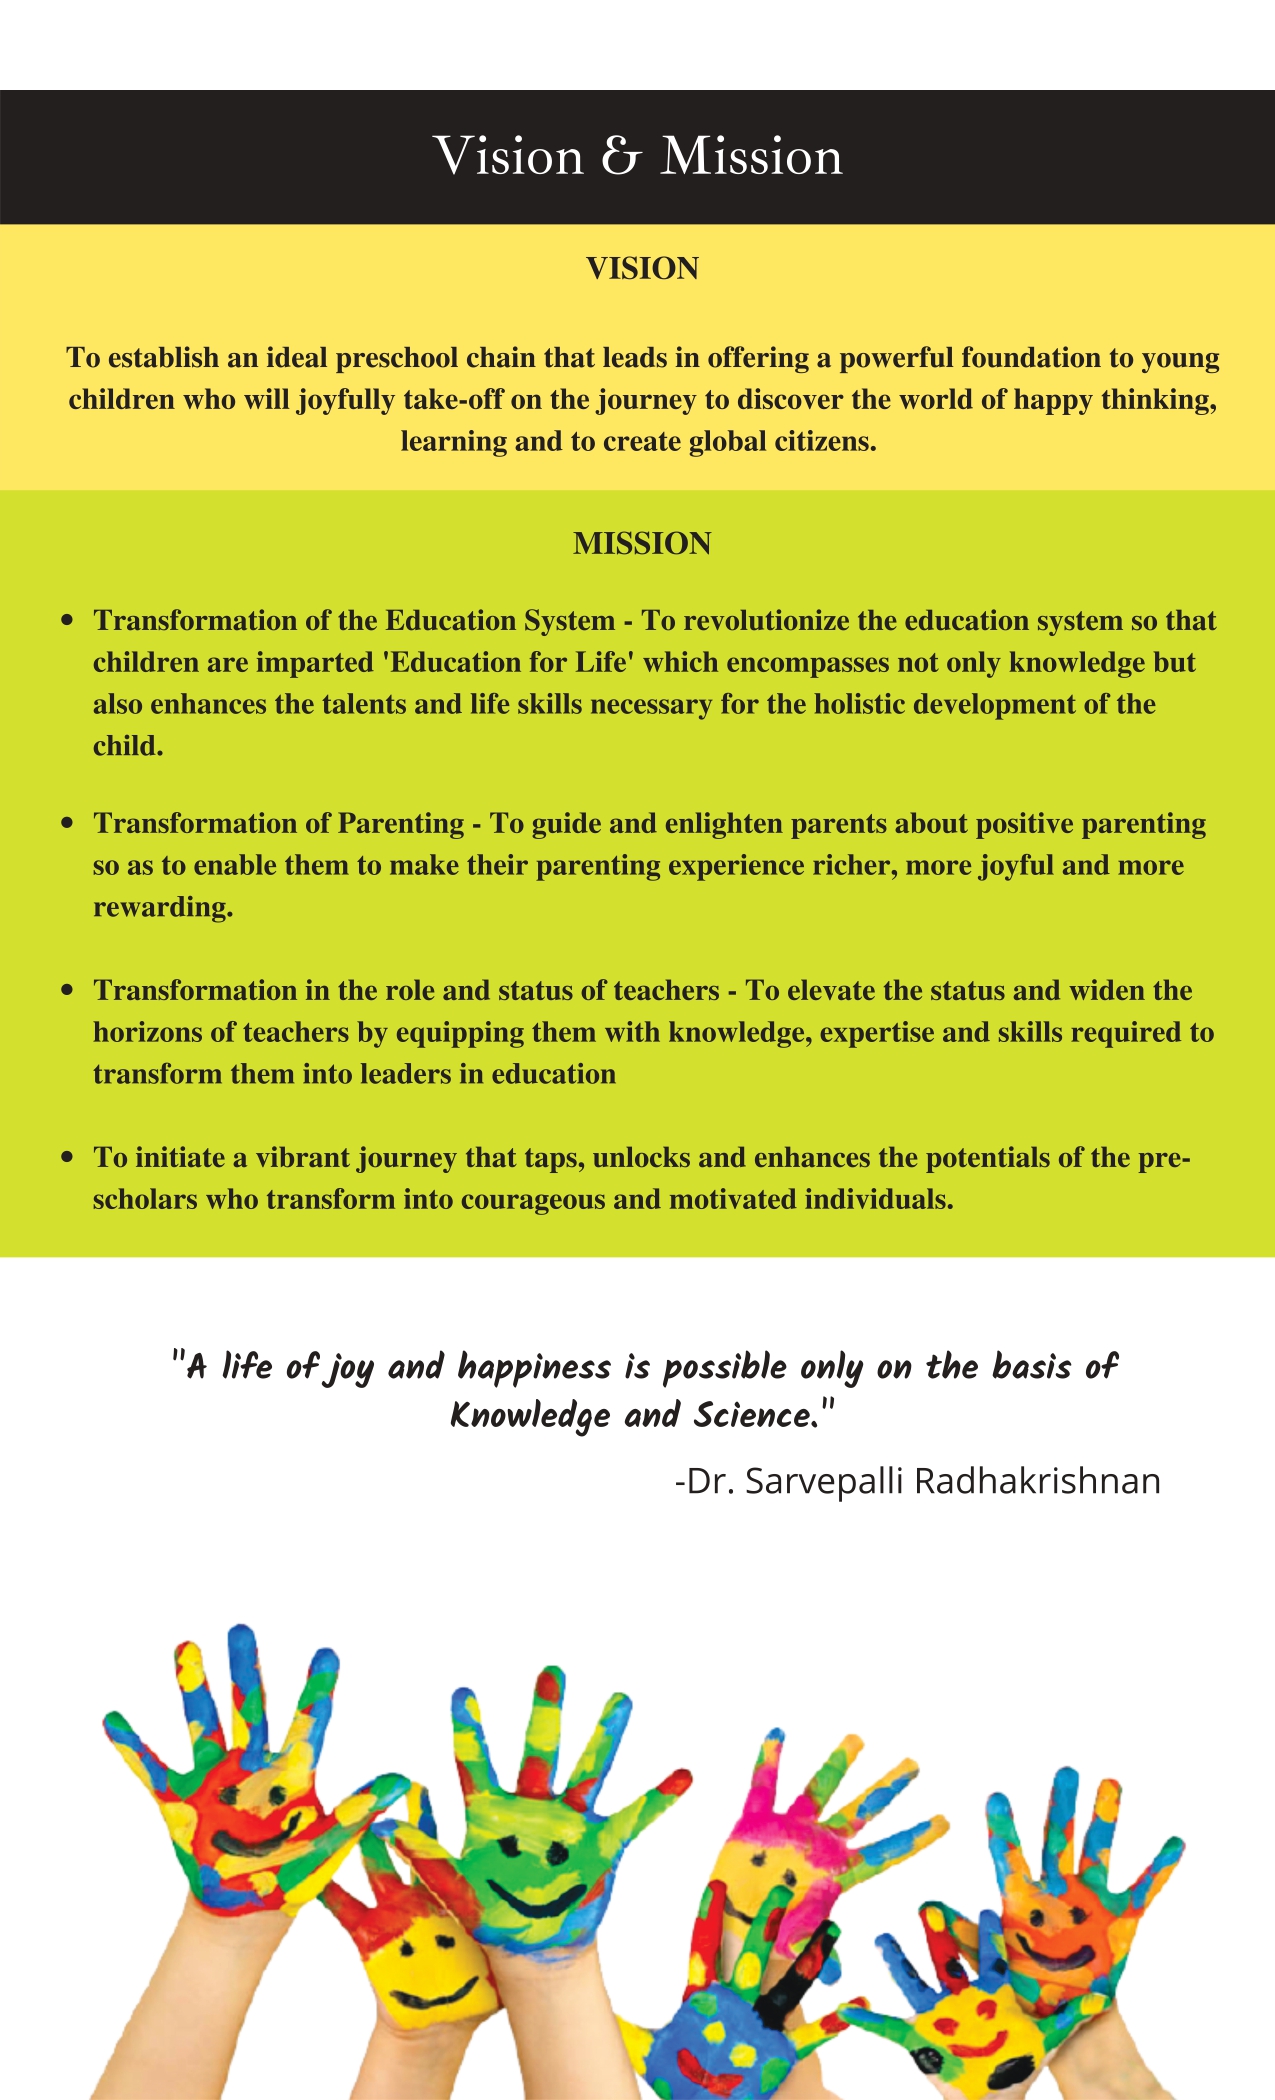 Vision & Mission
VISION
To establish an ideal preschool chain that leads in offering a powerful foundation to young
children who will joyfully take-off on the journey to discover the world of happy thinking,
learning and to create global citizens.
MISSION
• Transformation of the Education System - To revolutionize the education system so that
children are imparted 'Education for Life' which encompasses not only knowledge but
also enhances the talents and life skills necessary for the holistic development of the
child.
• Transformation of Parenting - To guide and enlighten parents about positive parenting
so as to enable them to make their parenting experience richer, more joyful and more
rewarding.
• Transformation in the role and status of teachers - To elevate the status and widen the
horizons of teachers by equipping them with knowledge, expertise and skills required to
transform them into leaders in education
• To initiate a vibrant journey that taps, unlocks and enhances the potentials of the pre-
scholars who transform into courageous and motivated individuals.
"A life of joy and happiness is possible only on the basis of
Knowledge and Science."
-Dr. Sarvepalli Radhakrishnan